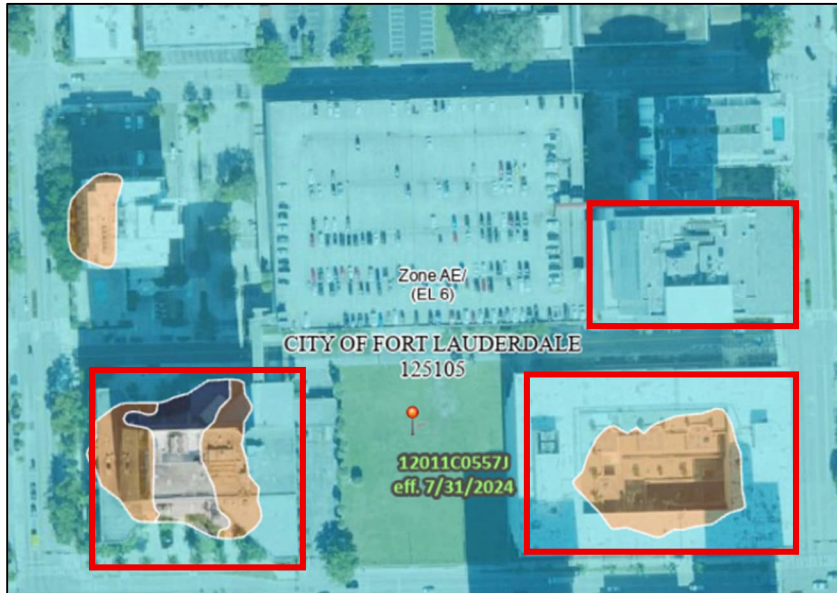 Zone AE/
(EL 6)
CITY OF FORT LAUDERDALE
125105
12011C0557J
eff. 7/31/2024